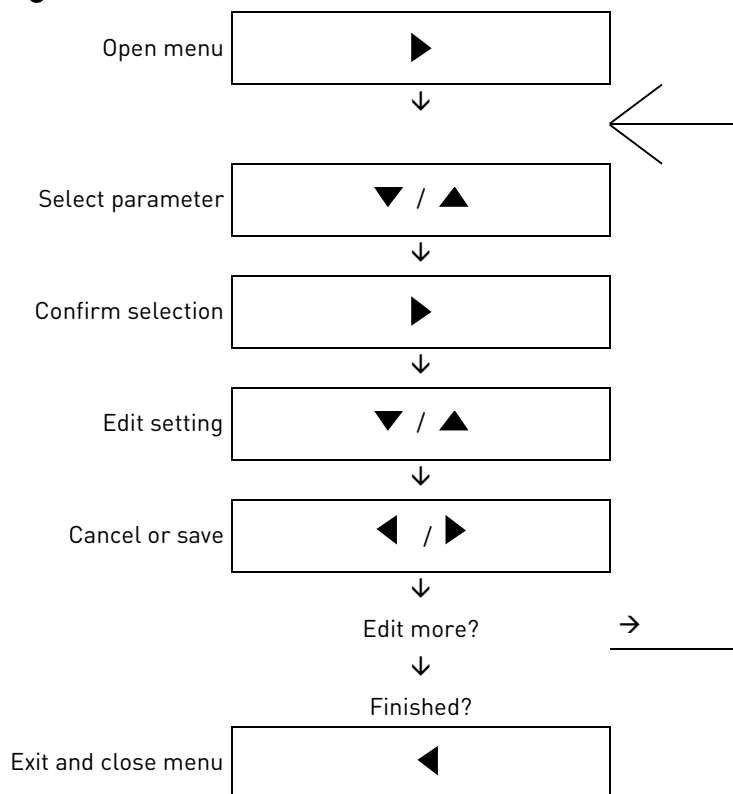 Open menu ▶
↓
Select parameter ▼ / ▲
↓
Confirm selection ▶
↓
Edit setting ▼ / ▲
↓
Cancel or save ◀ / ▶
↓
Edit more? →
↓
Finished?
Exit and close menu ◀